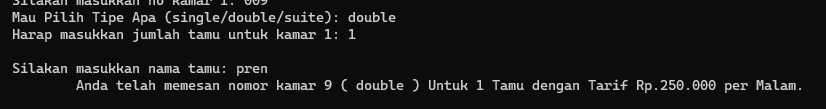 Silakan masukkan no kamar 1: 009
Mau Pilih Tipe Apa (single/double/suite): double
Harap masukkan jumlah tamu untuk kamar 1: 1
Silakan masukkan nama tamu: pren
Anda telah memesan nomor kamar 9 ( double ) Untuk 1 Tamu dengan Tarif Rp.250.000 per Malam.